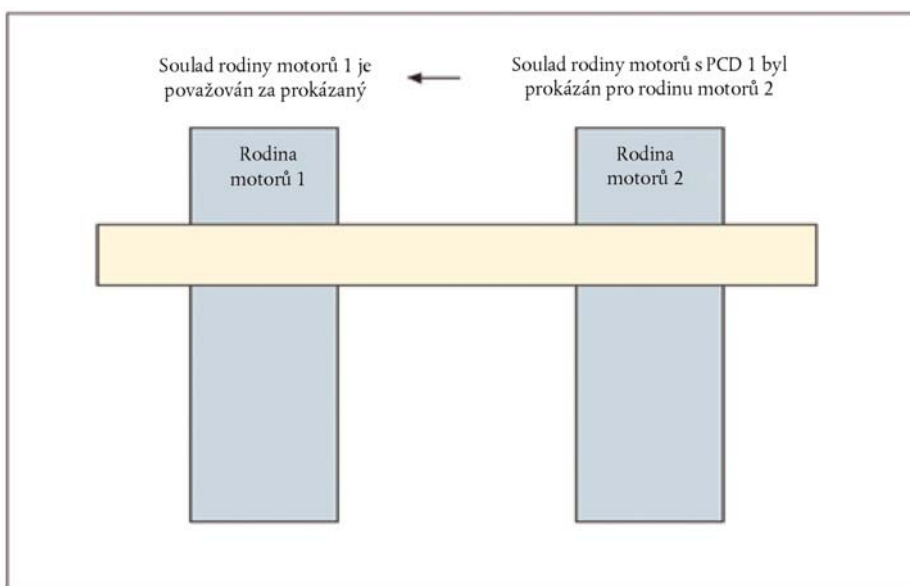 Soulad rodiny motorů 1 je
považován za prokázaný
Soulad rodiny motorů s PCD 1 byl
prokázán pro rodinu motorů 2
Rodina
motorů 1
Rodina
motorů 2